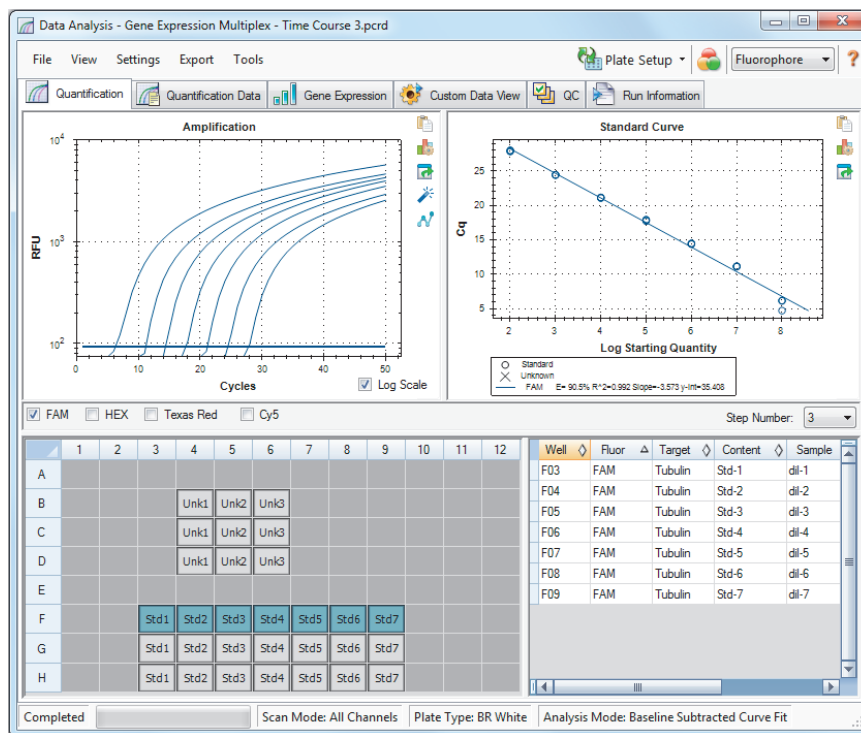 Data Analysis - Gene Expression Multiplex - Time Course 3.pcrd
File View Settings Export Tools Plate Setup Fluorophore ?
Quantification Quantification Data Gene Expression Custom Data View QC Run Information
Amplification
10^4
10^3
10^2
RFU
0 10 20 30 40 50
Cycles
Log Scale
Standard Curve
25
20
15
10
5
Cq
2 3 4 5 6 7 8
Log Starting Quantity
Standard
Unknown
FAM E= 90.5% R^2=0.992 Slope=-3.573 y-int=35.408
FAM HEX Texas Red Cy5 Step Number: 3
1 2 3 4 5 6 7 8 9 10 11 12
A
B Unk1 Unk2 Unk3
C Unk1 Unk2 Unk3
D Unk1 Unk2 Unk3
E
F Std1 Std2 Std3 Std4 Std5 Std6 Std7
G Std1 Std2 Std3 Std4 Std5 Std6 Std7
H Std1 Std2 Std3 Std4 Std5 Std6 Std7
Well Fluor Target Content Sample
F03 FAM Tubulin Std-1 dil-1
F04 FAM Tubulin Std-2 dil-2
F05 FAM Tubulin Std-3 dil-3
F06 FAM Tubulin Std-4 dil-4
F07 FAM Tubulin Std-5 dil-5
F08 FAM Tubulin Std-6 dil-6
F09 FAM Tubulin Std-7 dil-7
Completed Scan Mode: All Channels Plate Type: BR White Analysis Mode: Baseline Subtracted Curve Fit